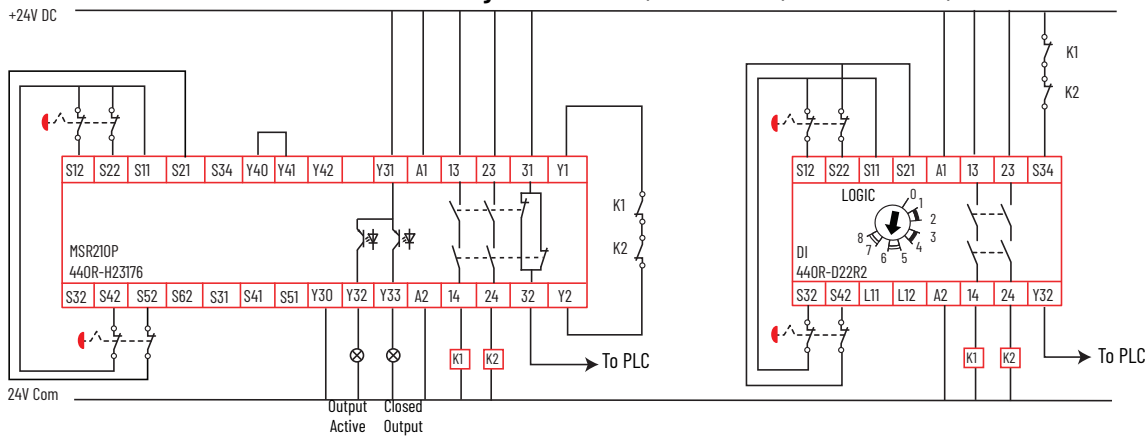 +24V DC
K1
K2
S12 S22 S11 S21 S34 Y40 Y41 Y42 Y31 A1 13 23 31 Y1
S12 S22 S11 S21 A1 13 23 S34
K1
K2
LOGIC
0
1
2
3
4
5
6
7
8
MSR210P
440R-H23176
DI
440R-D22R2
S32 S42 S52 S62 S31 S41 S51 Y30 Y32 Y33 A2 14 24 32 Y2
S32 S42 L11 L12 A2 14 24 Y32
K1 K2
To PLC
K1 K2
To PLC
24V Com
Output
Active
Closed
Output